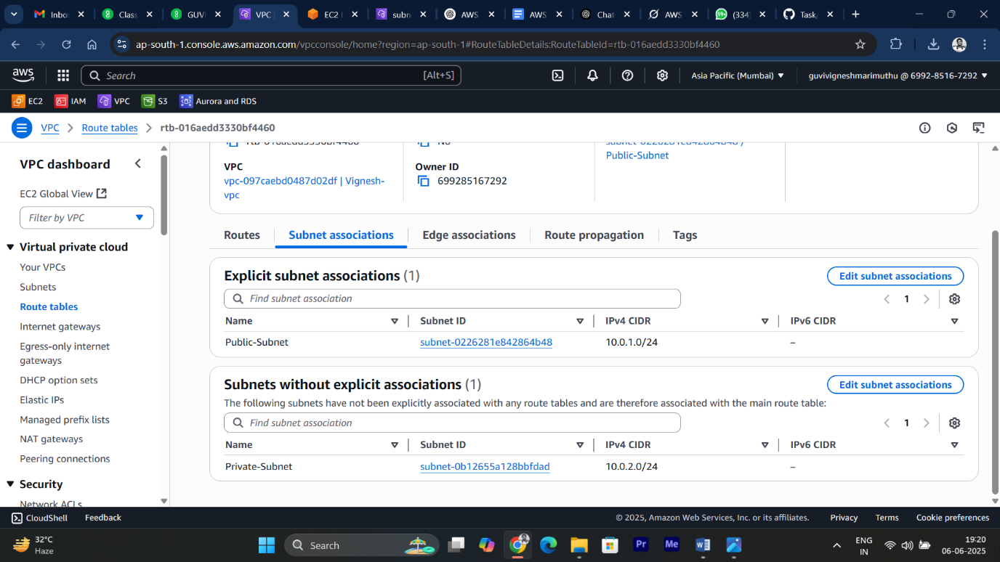 Inbo
Class
GUVI
VPC
EC2
subn
AWS
AWS
Chat
AWS
(334)
Task
ap-south-1.console.aws.amazon.com/vpcconsole/home?region=ap-south-1#RouteTableDetails:RouteTableId=rtb-016aedd3330bf4460
aws
Search [Alt+S]
Asia Pacific (Mumbai)
guvivigneshmarimuthu @ 6992-8516-7292
EC2 IAM VPC S3 Aurora and RDS
VPC > Route tables > rtb-016aedd3330bf4460
VPC dashboard
EC2 Global View
Filter by VPC
Virtual private cloud
Your VPCs
Subnets
Route tables
Internet gateways
Egress-only internet
gateways
DHCP option sets
Elastic IPs
Managed prefix lists
NAT gateways
Peering connections
Security
Network ACLs
rtb-016aedd3330bf4460
No
subnet-0226281e842864b48 /
Public-Subnet
VPC
vpc-097caebd0487d02df | Vignesh-
vpc
Owner ID
699285167292
Routes
Subnet associations
Edge associations
Route propagation
Tags
Explicit subnet associations (1)
Edit subnet associations
Find subnet association
1
Name Subnet ID IPv4 CIDR IPv6 CIDR
Public-Subnet subnet-0226281e842864b48 10.0.1.0/24 –
Subnets without explicit associations (1)
Edit subnet associations
The following subnets have not been explicitly associated with any route tables and are therefore associated with the main route table:
Find subnet association
1
Name Subnet ID IPv4 CIDR IPv6 CIDR
Private-Subnet subnet-0b12655a128bbfdad 10.0.2.0/24 –
CloudShell Feedback
© 2025, Amazon Web Services, Inc. or its affiliates. Privacy Terms Cookie preferences
32°C
Haze
Search
Pr
Me
ENG
IN
19:20
06-06-2025